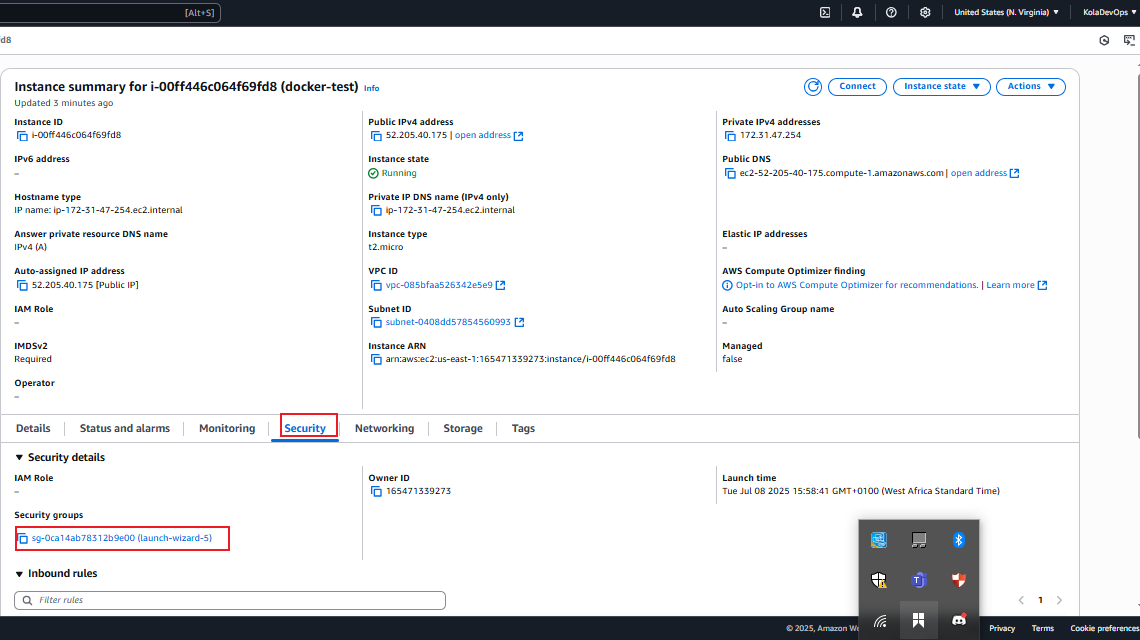 [Alt+S]
United States (N. Virginia) ▼
KolaDevOps ▼
fd8
Instance summary for i-00ff446c064f69fd8 (docker-test) Info
Updated 3 minutes ago
Connect
Instance state ▼
Actions ▼
Instance ID
i-00ff446c064f69fd8
Public IPv4 address
52.205.40.175 | open address
Private IPv4 addresses
172.31.47.254
IPv6 address
–
Instance state
Running
Public DNS
ec2-52-205-40-175.compute-1.amazonaws.com | open address
Hostname type
IP name: ip-172-31-47-254.ec2.internal
Private IP DNS name (IPv4 only)
ip-172-31-47-254.ec2.internal
Answer private resource DNS name
IPv4 (A)
Instance type
t2.micro
Elastic IP addresses
–
Auto-assigned IP address
52.205.40.175 [Public IP]
VPC ID
vpc-085bfaa526342e5e9
AWS Compute Optimizer finding
Opt-in to AWS Compute Optimizer for recommendations. | Learn more
IAM Role
–
Subnet ID
subnet-0408dd57854560993
Auto Scaling Group name
–
IMDSv2
Required
Instance ARN
arn:aws:ec2:us-east-1:165471339273:instance/i-00ff446c064f69fd8
Managed
false
Operator
–
Details
Status and alarms
Monitoring
Security
Networking
Storage
Tags
▼ Security details
IAM Role
–
Owner ID
165471339273
Launch time
Tue Jul 08 2025 15:58:41 GMT+0100 (West Africa Standard Time)
Security groups
sg-0ca14ab78312b9e00 (launch-wizard-5)
▼ Inbound rules
Filter rules
1
© 2025, Amazon We
Privacy
Terms
Cookie preferences